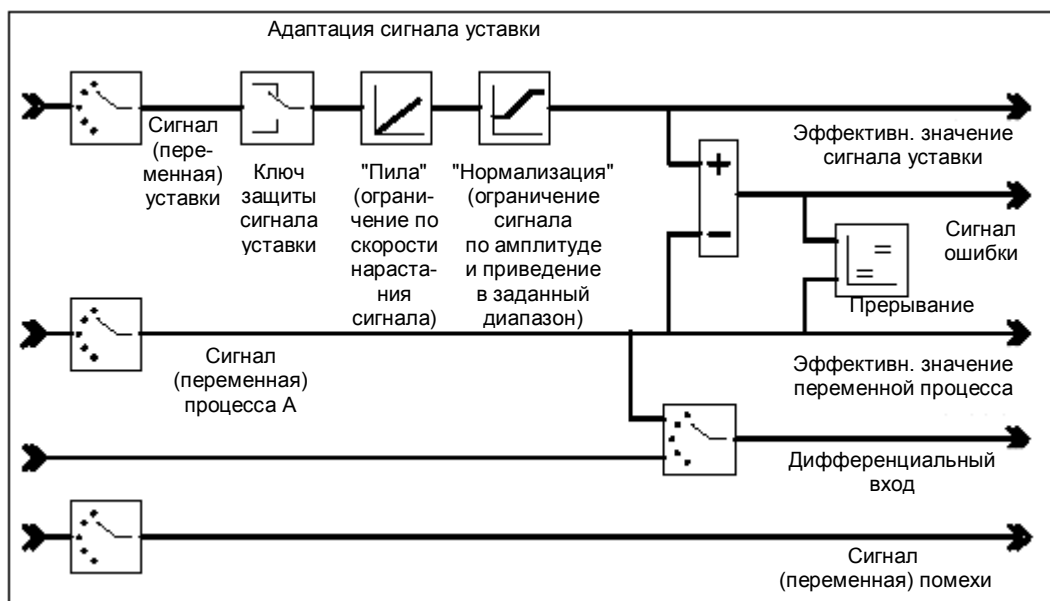 Адаптация сигнала уставки
Сигнал
(пере-
менная)
уставки
Ключ
защиты
сигнала
уставки
"Пила"
(ограни-
чение по
скорости
нараста-
ния
сигнала)
"Нормализация"
(ограничение
сигнала
по амплитуде
и приведение
в заданный
диапазон)
Эффективн. значение
сигнала уставки
Сигнал
ошибки
Прерывание
Сигнал
(переменная)
процесса А
Эффективн. значение
переменной процесса
Дифференциальный
вход
Сигнал
(переменная) помехи